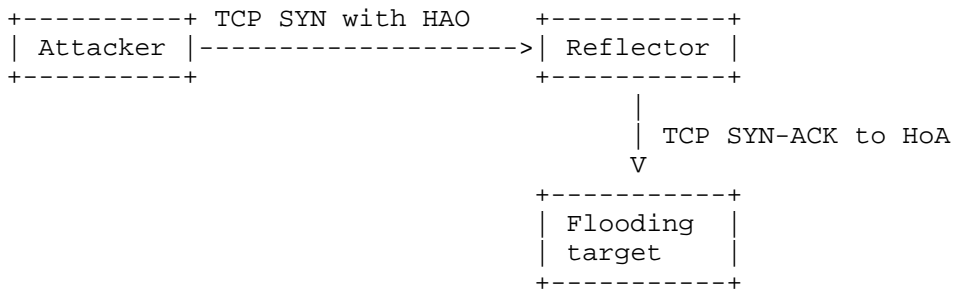 TCP SYN with HAO
Attacker
Reflector
TCP SYN-ACK to HoA
Flooding
target